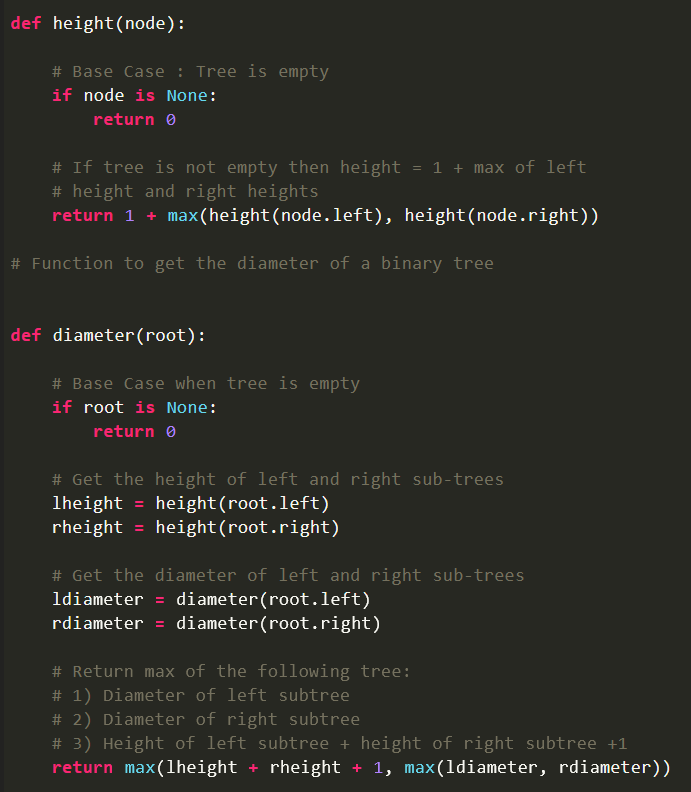 def height(node):
# Base Case : Tree is empty
if node is None:
return 0
# If tree is not empty then height = 1 + max of left
# height and right heights
return 1 + max(height(node.left), height(node.right))
# Function to get the diameter of a binary tree
def diameter(root):
# Base Case when tree is empty
if root is None:
return 0
# Get the height of left and right sub-trees
lheight = height(root.left)
rheight = height(root.right)
# Get the diameter of left and right sub-trees
ldiameter = diameter(root.left)
rdiameter = diameter(root.right)
# Return max of the following tree:
# 1) Diameter of left subtree
# 2) Diameter of right subtree
# 3) Height of left subtree + height of right subtree +1
return max(lheight + rheight + 1, max(ldiameter, rdiameter))